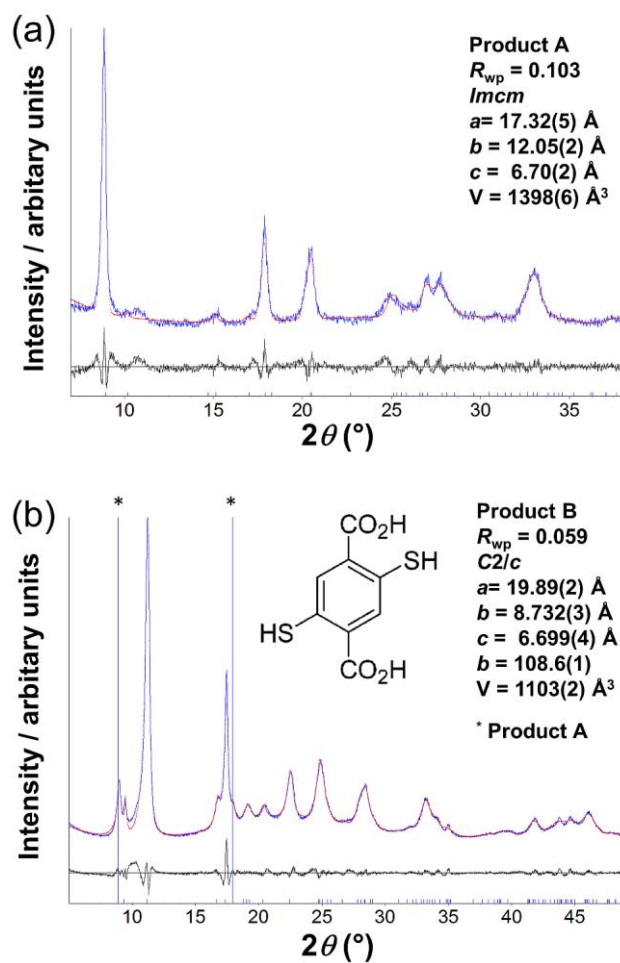 (a)
Product A
Rwp = 0.103
Imcm
a= 17.32(5) Å
b = 12.05(2) Å
c = 6.70(2) Å
V = 1398(6) Å³
Intensity / arbitary units
10 15 20 25 30 35
2θ (°)
(b)
* *
CO₂H
SH
HS
CO₂H
Product B
Rwp = 0.059
C2/c
a= 19.89(2) Å
b = 8.732(3) Å
c = 6.699(4) Å
b = 108.6(1)
V = 1103(2) Å³
* Product A
Intensity / arbitary units
10 15 20 25 30 35 40 45
2θ (°)